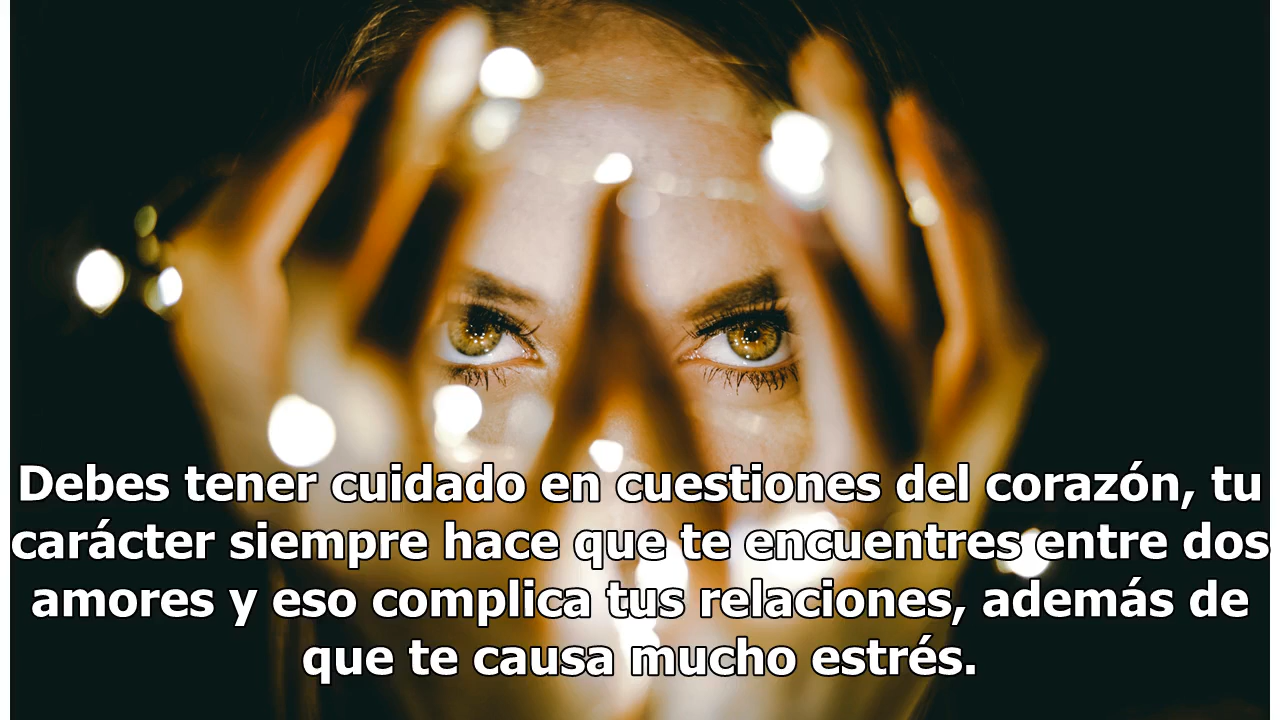 Debes tener cuidado en cuestiones del corazón, tu
carácter siempre hace que te encuentres entre dos
amores y eso complica tus relaciones, además de
que te causa mucho estrés.